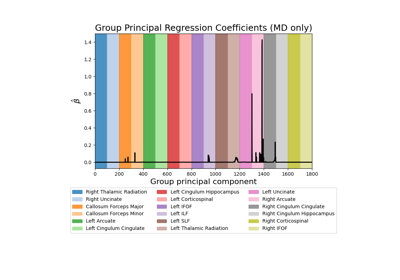 Group Principal Regression Coefficients (MD only)
1.4
1.2
1.0
0.8
0.6
0.4
0.2
0.0
β̂
0 200 400 600 800 1000 1200 1400 1600 1800
Group principal component
Right Thalamic Radiation Left Cingulum Hippocampus Left Uncinate
Right Uncinate Left Corticospinal Right Arcuate
Callosum Forceps Major Left IFOF Right Cingulum Cingulate
Callosum Forceps Minor Left ILF Right Cingulum Hippocampus
Left Arcuate Left SLF Right Corticospinal
Left Cingulum Cingulate Left Thalamic Radiation Right IFOF